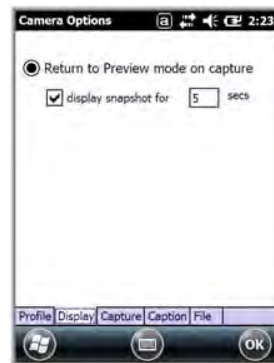 Camera Options a 2:23
Return to Preview mode on capture
display snapshot for 5 secs
Profile Display Capture Caption File
OK